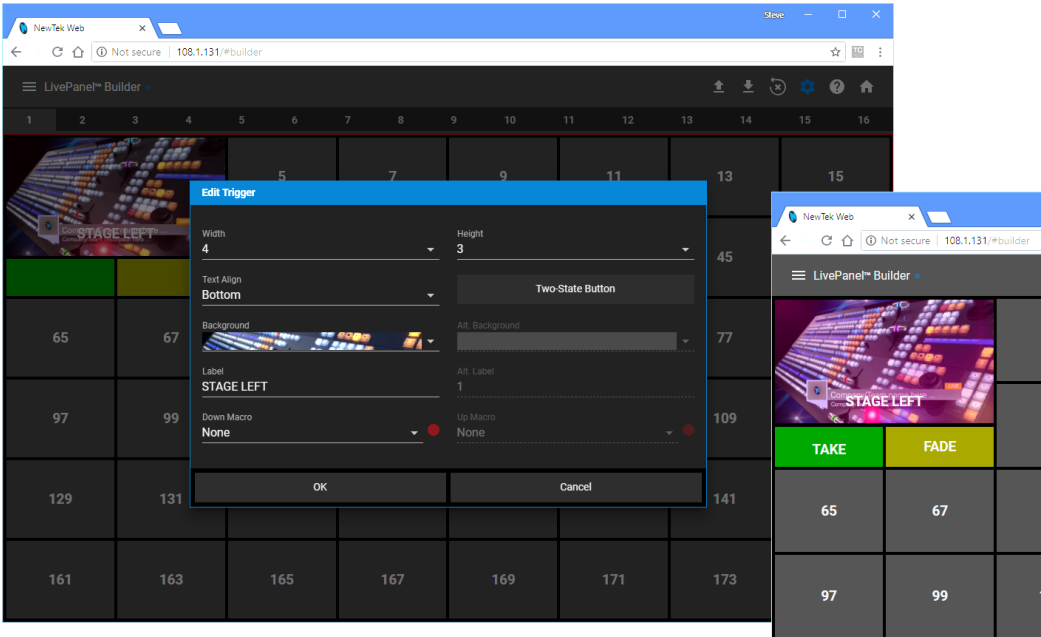 Steve
NewTek Web
Not secure 108.1.131/#builder
TC
LivePanel™ Builder
1 2 3 4 5 6 7 8 9 10 11 12 13 14 15 16
5 7 9 11 13 15
STAGE LEFT
45
65 67 77
97 99 109
129 131 141
161 163 165 167 169 171 173
Edit Trigger
Width Height
4 3
Text Align
Bottom Two-State Button
Background Alt. Background
Label Alt. Label
STAGE LEFT 1
Down Macro Up Macro
None None
OK Cancel
NewTek Web
Not secure 108.1.131/#builder
LivePanel™ Builder
LIVE
Company name here
STAGE LEFT
TAKE FADE
65 67
97 99